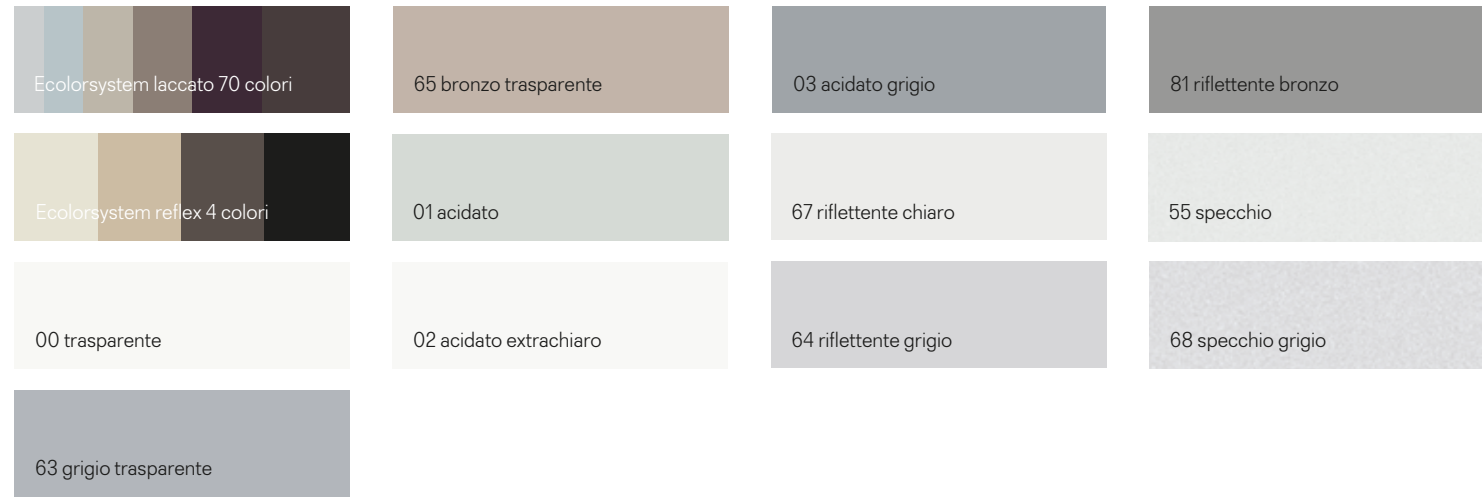 Ecolorsystem laccato 70 colori
65 bronzo trasparente
03 acidato grigio
81 riflettente bronzo
Ecolorsystem reflex 4 colori
01 acidato
67 riflettente chiaro
55 specchio
00 trasparente
02 acidato extrachiaro
64 riflettente grigio
68 specchio grigio
63 grigio trasparente